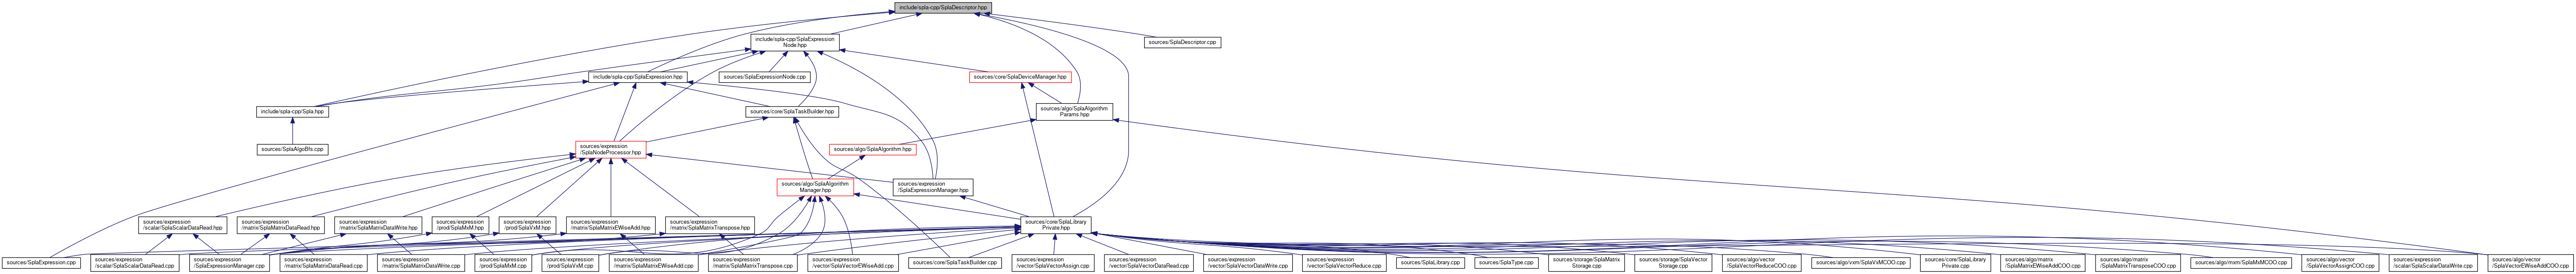 include/spla-cpp/SplaDescriptor.hpp
include/spla-cpp/SplaExpression
Node.hpp
sources/SplaDescriptor.cpp
include/spla-cpp/SplaExpression.hpp
sources/SplaExpressionNode.cpp
sources/core/SplaDeviceManager.hpp
include/spla-cpp/Spla.hpp
sources/core/SplaTaskBuilder.hpp
sources/algo/SplaAlgorithm
Params.hpp
sources/SplaAlgoBfs.cpp
sources/expression
/SplaNodeProcessor.hpp
sources/algo/SplaAlgorithm.hpp
sources/algo/SplaAlgorithm
Manager.hpp
sources/expression
/SplaExpressionManager.hpp
sources/expression
/scalar/SplaScalarDataRead.hpp
sources/expression
/matrix/SplaMatrixDataRead.hpp
sources/expression
/matrix/SplaMatrixDataWrite.hpp
sources/expression
/prod/SplaMxM.hpp
sources/expression
/prod/SplaVxM.hpp
sources/expression
/matrix/SplaMatrixEWiseAdd.hpp
sources/expression
/matrix/SplaMatrixTranspose.hpp
sources/core/SplaLibrary
Private.hpp
sources/SplaExpression.cpp
sources/expression
/scalar/SplaScalarDataRead.cpp
sources/expression
/SplaExpressionManager.cpp
sources/expression
/matrix/SplaMatrixDataRead.cpp
sources/expression
/matrix/SplaMatrixDataWrite.cpp
sources/expression
/prod/SplaMxM.cpp
sources/expression
/prod/SplaVxM.cpp
sources/expression
/matrix/SplaMatrixEWiseAdd.cpp
sources/expression
/matrix/SplaMatrixTranspose.cpp
sources/expression
/vector/SplaVectorEWiseAdd.cpp
sources/core/SplaTaskBuilder.cpp
sources/expression
/vector/SplaVectorAssign.cpp
sources/expression
/vector/SplaVectorDataRead.cpp
sources/expression
/vector/SplaVectorDataWrite.cpp
sources/expression
/vector/SplaVectorReduce.cpp
sources/SplaLibrary.cpp
sources/SplaType.cpp
sources/storage/SplaMatrix
Storage.cpp
sources/storage/SplaVector
Storage.cpp
sources/algo/vector
/SplaVectorReduceCOO.cpp
sources/algo/vxm/SplaVxMCOO.cpp
sources/core/SplaLibrary
Private.cpp
sources/algo/matrix
/SplaMatrixEWiseAddCOO.cpp
sources/algo/matrix
/SplaMatrixTransposeCOO.cpp
sources/algo/mxm/SplaMxMCOO.cpp
sources/algo/vector
/SplaVectorAssignCOO.cpp
sources/expression
/scalar/SplaScalarDataWrite.cpp
sources/algo/vector
/SplaVectorEWiseAddCOO.cpp